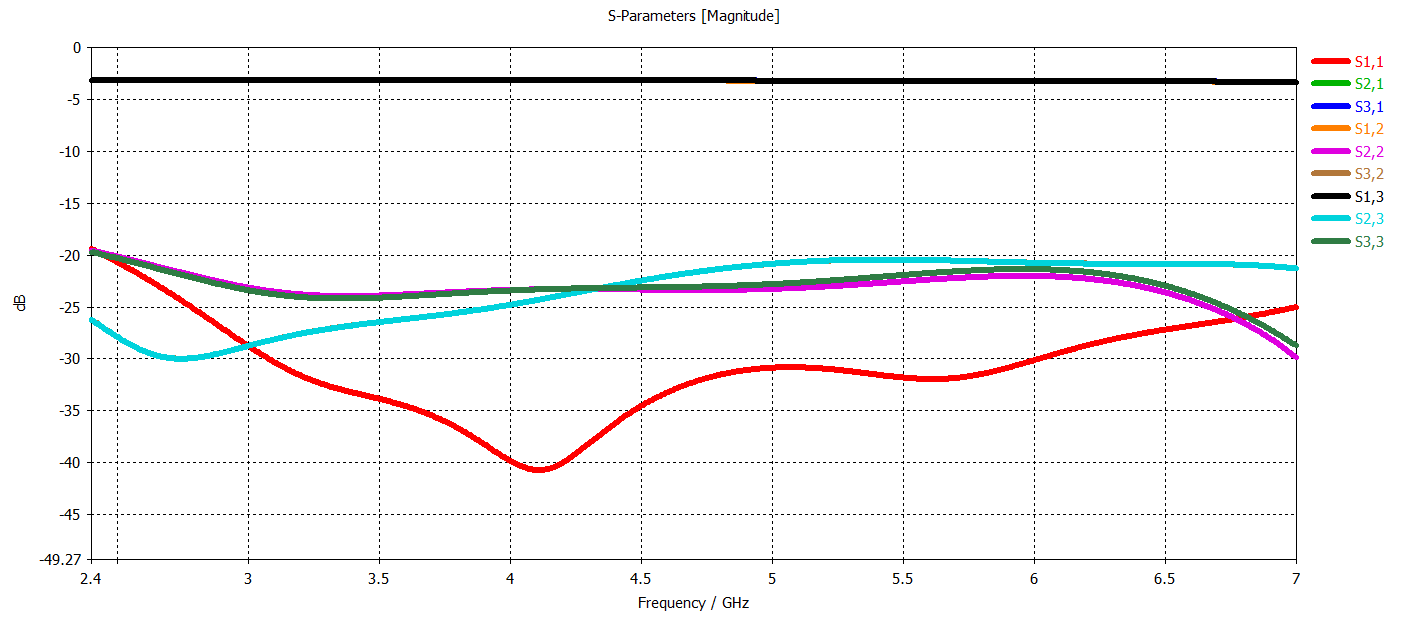 S-Parameters [Magnitude]
0
-5
-10
-15
-20
-25
-30
-35
-40
-45
-49.27
dB
2.4 3 3.5 4 4.5 5 5.5 6 6.5 7
Frequency / GHz
S1,1
S2,1
S3,1
S1,2
S2,2
S3,2
S1,3
S2,3
S3,3